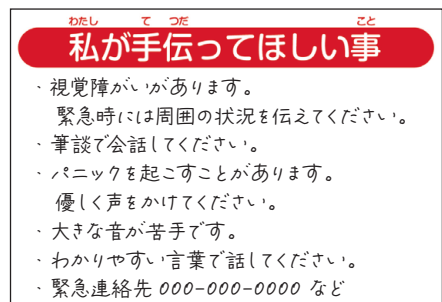 わたし て つだ こと
私が手伝ってほしい事
・視覚障がいがあります。
緊急時には周囲の状況を伝えてください。
・筆談で会話してください。
・パニックを起こすことがあります。
優しく声をかけてください。
・大きな音が苦手です。
・わかりやすい言葉で話してください。
・緊急連絡先 000-000-0000 など